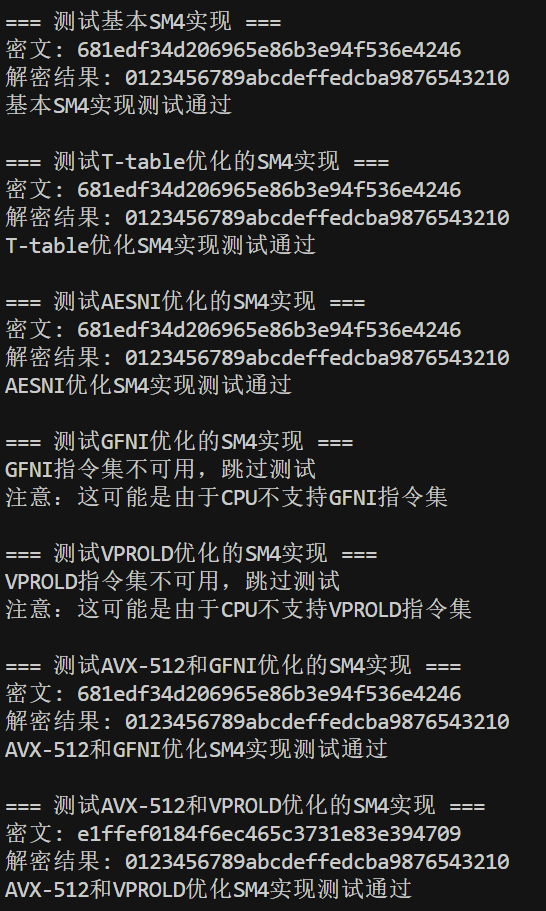 === 测试基本SM4实现 ===
密文: 681edf34d206965e86b3e94f536e4246
解密结果: 0123456789abcdeffedcba9876543210
基本SM4实现测试通过
=== 测试T-table优化的SM4实现 ===
密文: 681edf34d206965e86b3e94f536e4246
解密结果: 0123456789abcdeffedcba9876543210
T-table优化SM4实现测试通过
=== 测试AESNI优化的SM4实现 ===
密文: 681edf34d206965e86b3e94f536e4246
解密结果: 0123456789abcdeffedcba9876543210
AESNI优化SM4实现测试通过
=== 测试GFNI优化的SM4实现 ===
GFNI指令集不可用，跳过测试
注意：这可能是由于CPU不支持GFNI指令集
=== 测试VPROLD优化的SM4实现 ===
VPROLD指令集不可用，跳过测试
注意：这可能是由于CPU不支持VPROLD指令集
=== 测试AVX-512和GFNI优化的SM4实现 ===
密文: 681edf34d206965e86b3e94f536e4246
解密结果: 0123456789abcdeffedcba9876543210
AVX-512和GFNI优化SM4实现测试通过
=== 测试AVX-512和VPROLD优化的SM4实现 ===
密文: e1ffef0184f6ec465c3731e83e394709
解密结果: 0123456789abcdeffedcba9876543210
AVX-512和VPROLD优化SM4实现测试通过